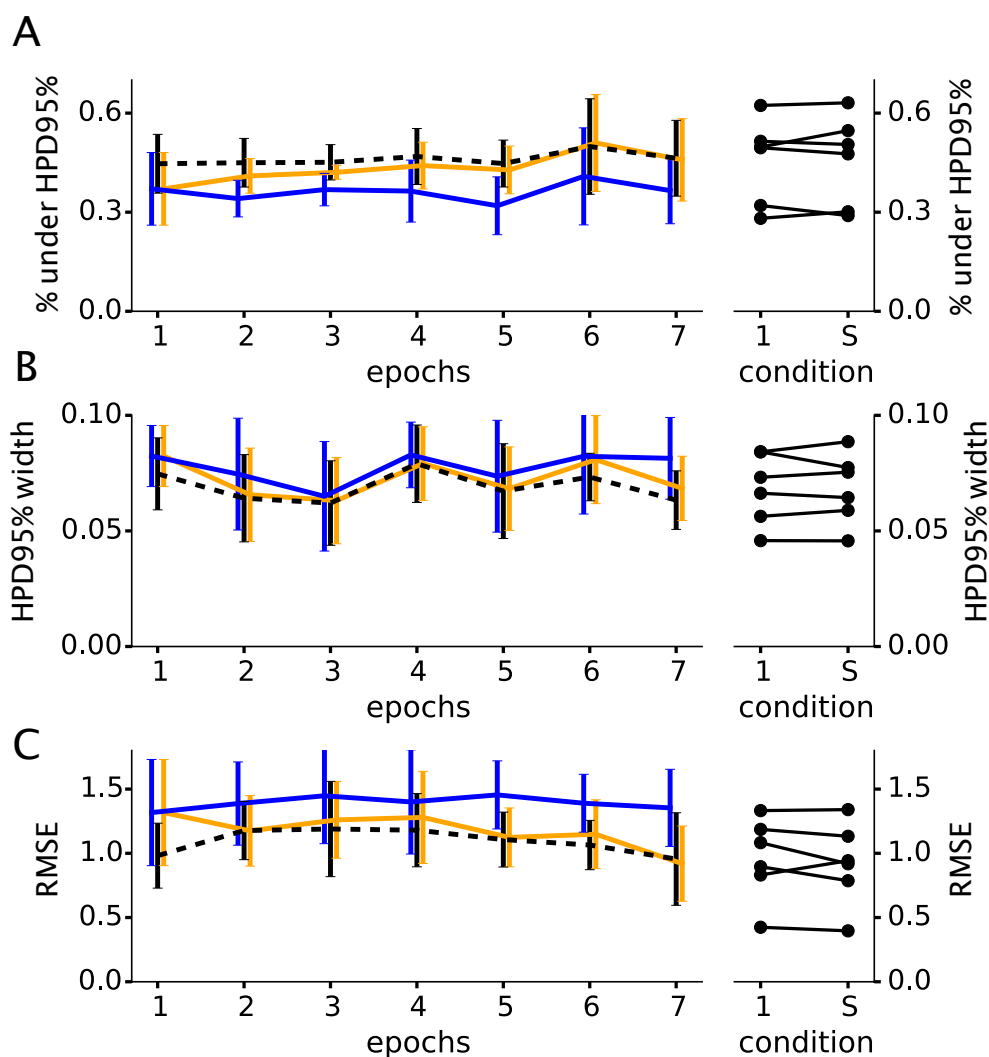 A
% under HPD95%
0.6
0.3
0.0
1 2 3 4 5 6 7
epochs
1 S
condition
0.6
0.3
0.0
% under HPD95%
B
HPD95% width
0.10
0.05
0.00
1 2 3 4 5 6 7
epochs
1 S
condition
0.10
0.05
0.00
HPD95% width
C
RMSE
1.5
1.0
0.5
0.0
1 2 3 4 5 6 7
epochs
1 S
condition
1.5
1.0
0.5
0.0
RMSE